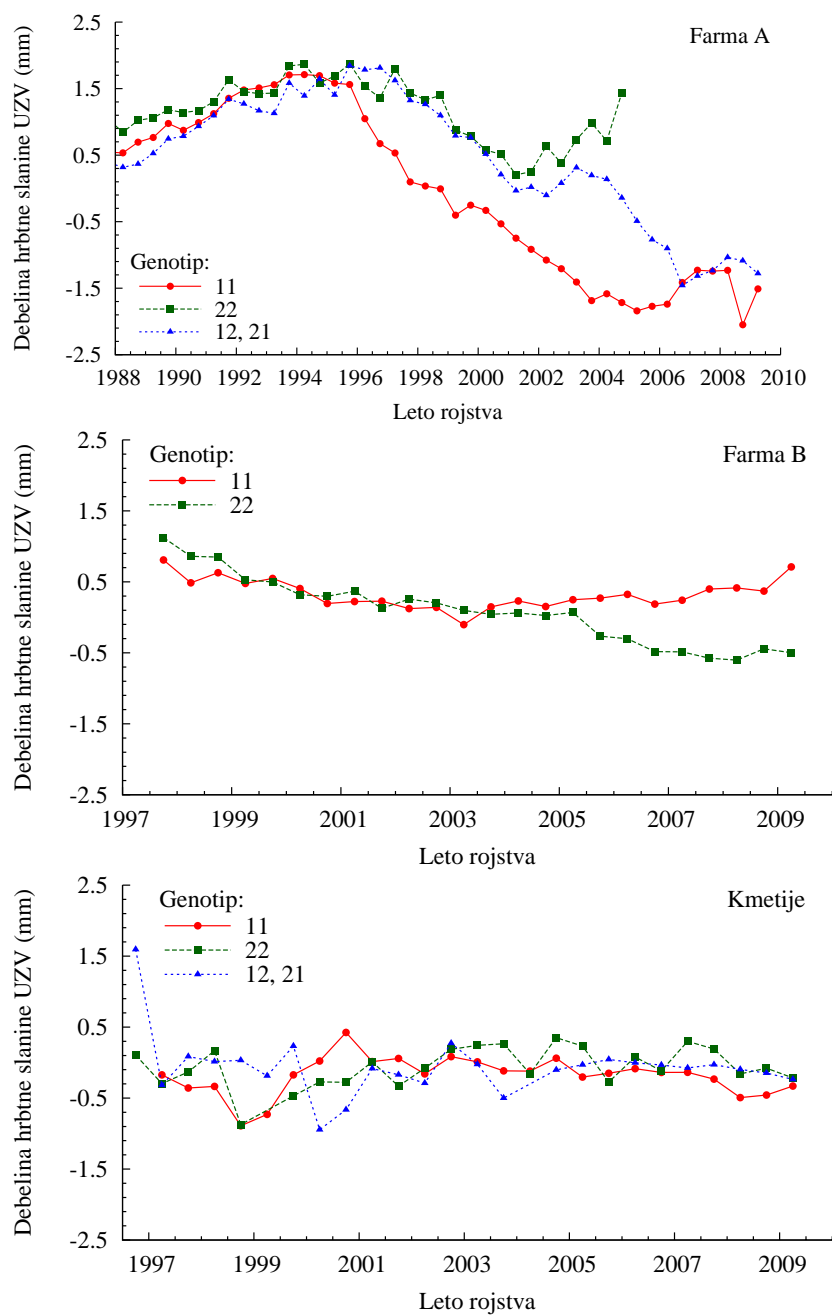 Farma A
Debelina hrbtne slanine UZV (mm)
2.5
1.5
0.5
-0.5
-1.5
-2.5
Genotip:
11
22
12, 21
1988 1990 1992 1994 1996 1998 2000 2002 2004 2006 2008 2010
Leto rojstva
Farma B
Debelina hrbtne slanine UZV (mm)
2.5
1.5
0.5
-0.5
-1.5
-2.5
Genotip:
11
22
1997 1999 2001 2003 2005 2007 2009
Leto rojstva
Kmetije
Debelina hrbtne slanine UZV (mm)
2.5
1.5
0.5
-0.5
-1.5
-2.5
Genotip:
11
22
12, 21
1997 1999 2001 2003 2005 2007 2009
Leto rojstva